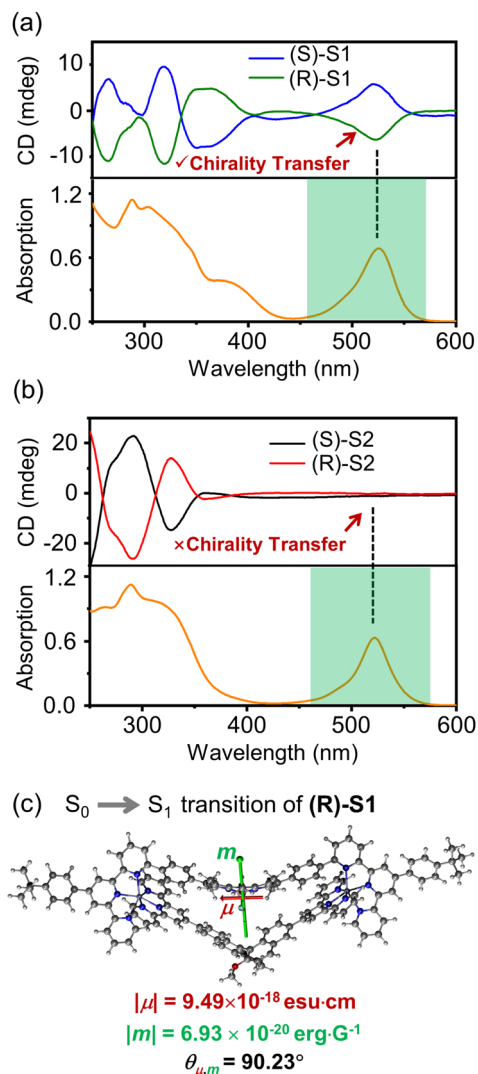 (a)
CD (mdeg)
10
0
-10
(S)-S1
(R)-S1
✓Chirality Transfer
Absorption
1.2
0.6
0.0
300 400 500 600
Wavelength (nm)
(b)
CD (mdeg)
20
0
-20
(S)-S2
(R)-S2
×Chirality Transfer
Absorption
1.2
0.6
0.0
300 400 500 600
Wavelength (nm)
(c) S₀ → S₁ transition of (R)-S1
m
μ
|μ| = 9.49×10⁻¹⁸ esu·cm
|m| = 6.93 × 10⁻²⁰ erg·G⁻¹
θμ,m = 90.23°